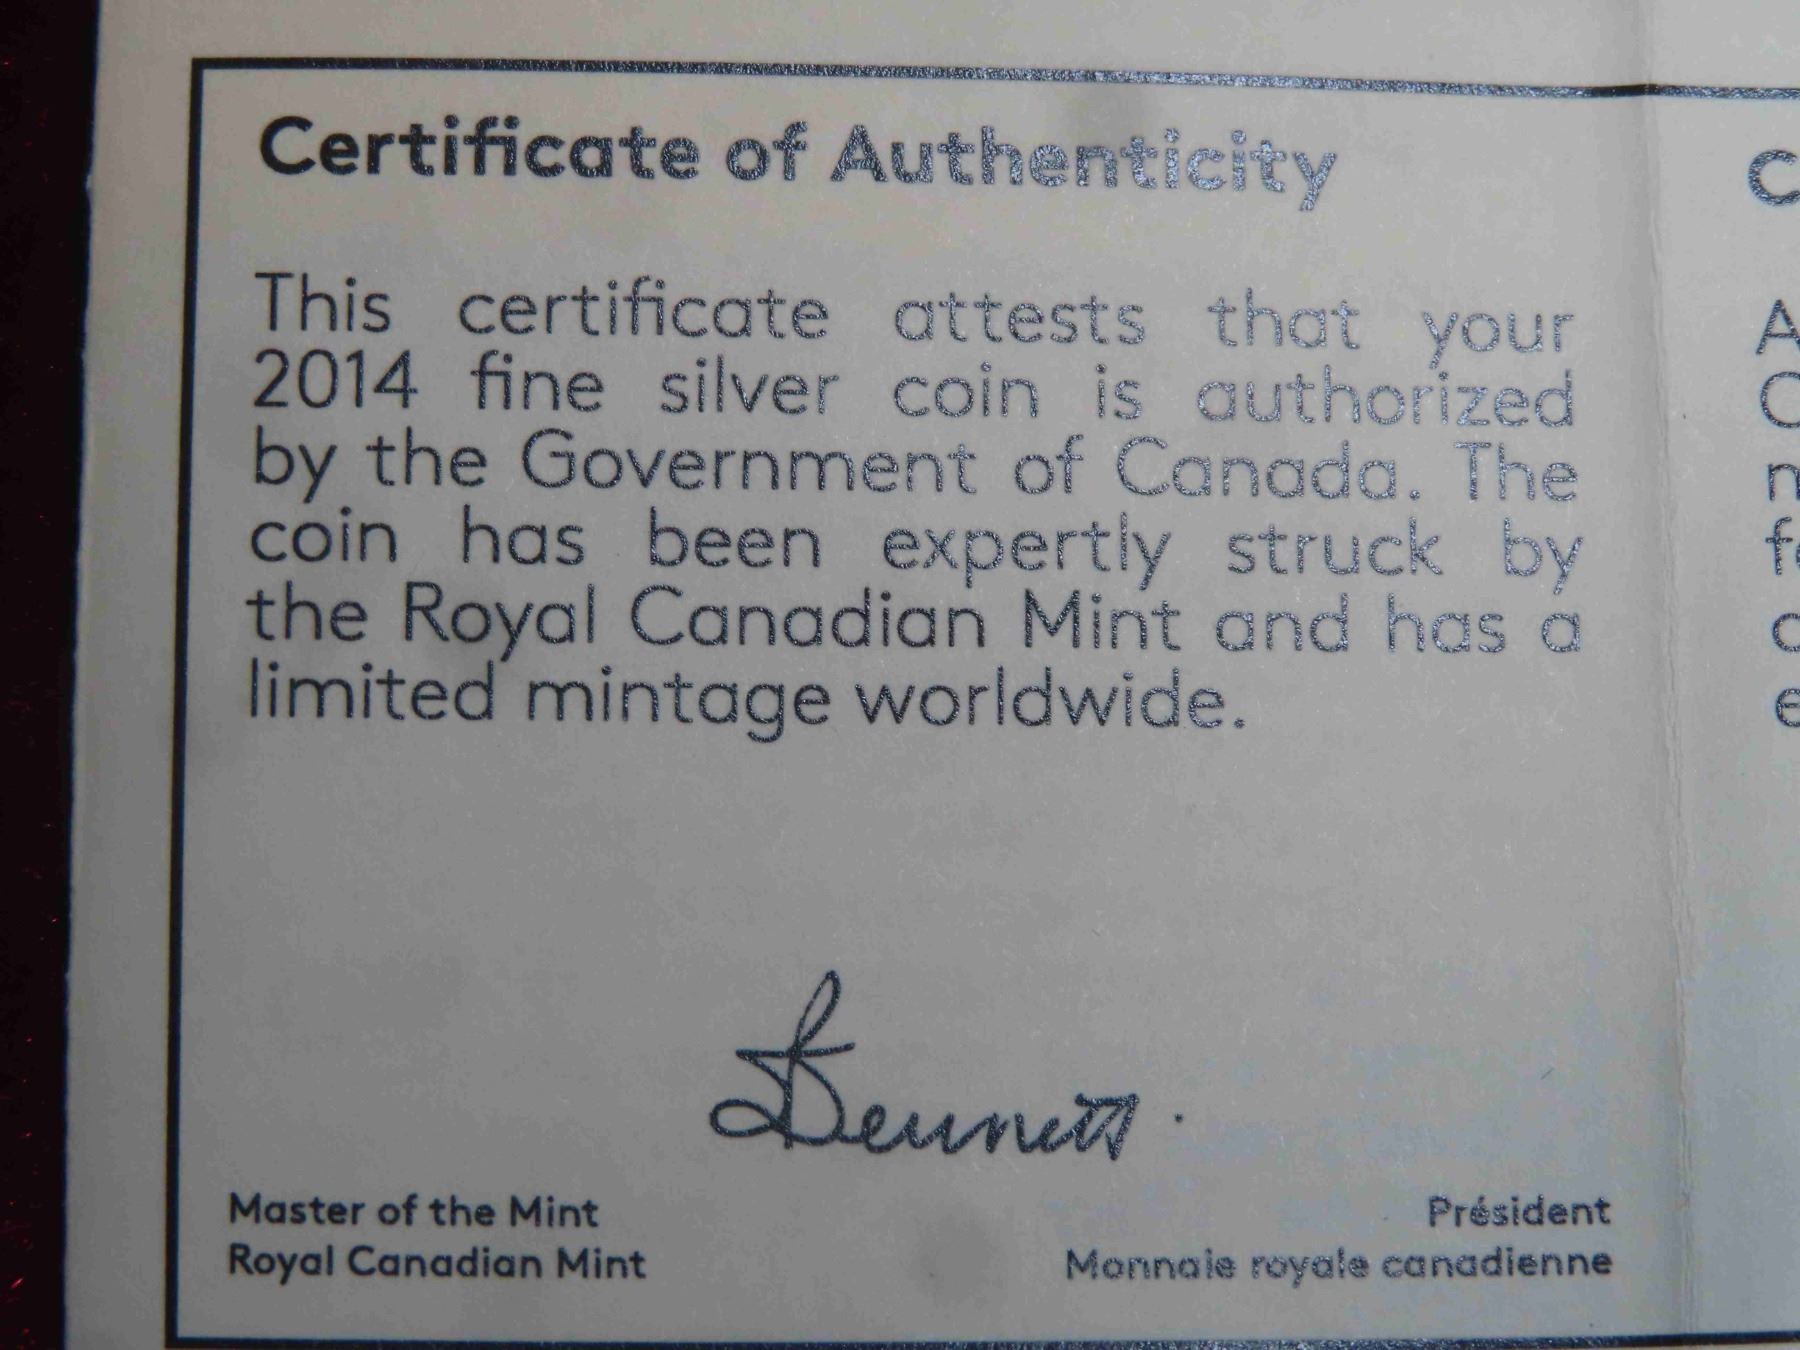 Certificate of Authenticity
This certificate attests that your
2014 fine silver coin is authorized
by the Government of Canada. The
coin has been expertly struck by
the Royal Canadian Mint and has a
limited mintage worldwide.
Bennett
Master of the Mint
Royal Canadian Mint
Président
Monnaie royale canadienne